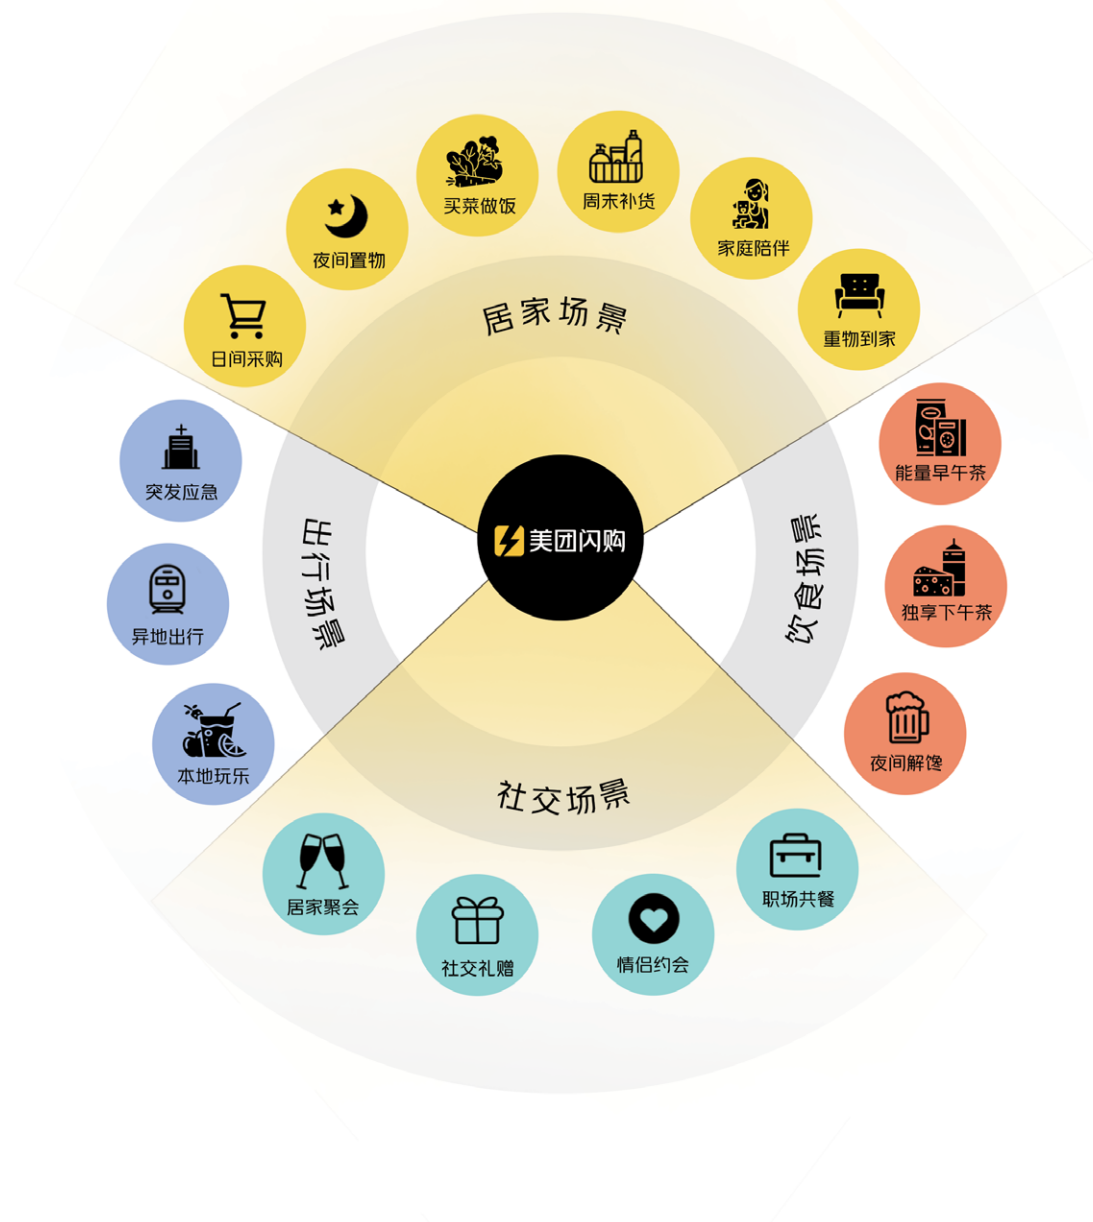 买菜做饭
周末补货
夜间置物
家庭陪伴
日间采购
重物到家
居家场景
突发应急
能量早午茶
美团闪购
出行场景
饮食场景
异地出行
独享下午茶
本地玩乐
夜间解馋
社交场景
居家聚会
职场共餐
社交礼赠
情侣约会